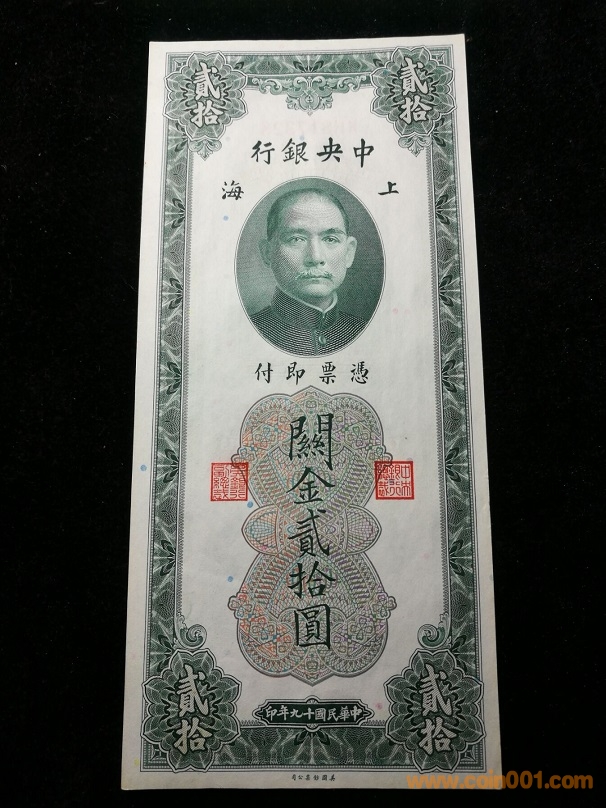 貳拾
貳拾
中央銀行
上海
憑票即付
關金貳拾圓
貳拾
貳拾
中華民國十九年印
美國鈔票公司
www.coin001.com